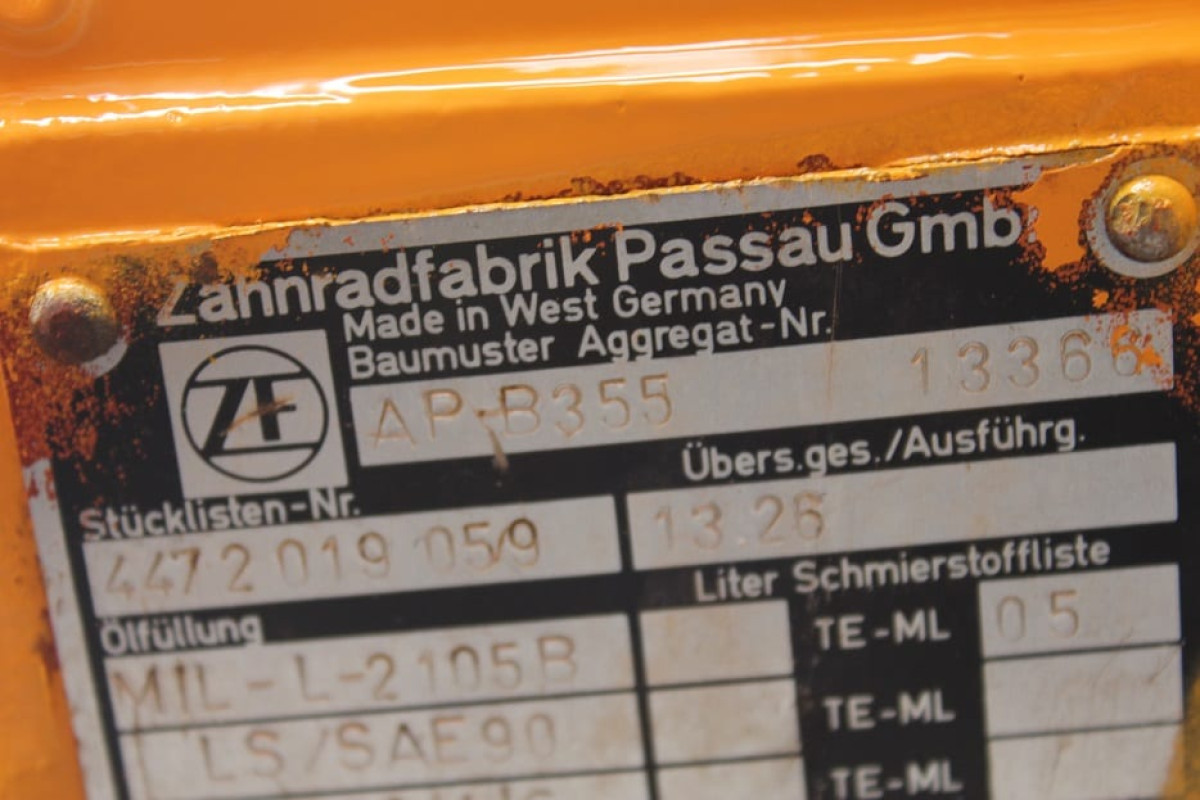 Zahnradfabrik Passau Gmb
Made in West Germany
Baumuster Aggregat-Nr.
ZF
AP-B355 13366
Übers.ges./Ausführg.
Stücklisten-Nr.
4472 019 059 13.26
Liter Schmierstoffliste
Ölfüllung
MIL-L-2105B TE-ML 05
LS/SAE90 TE-ML
TE-ML